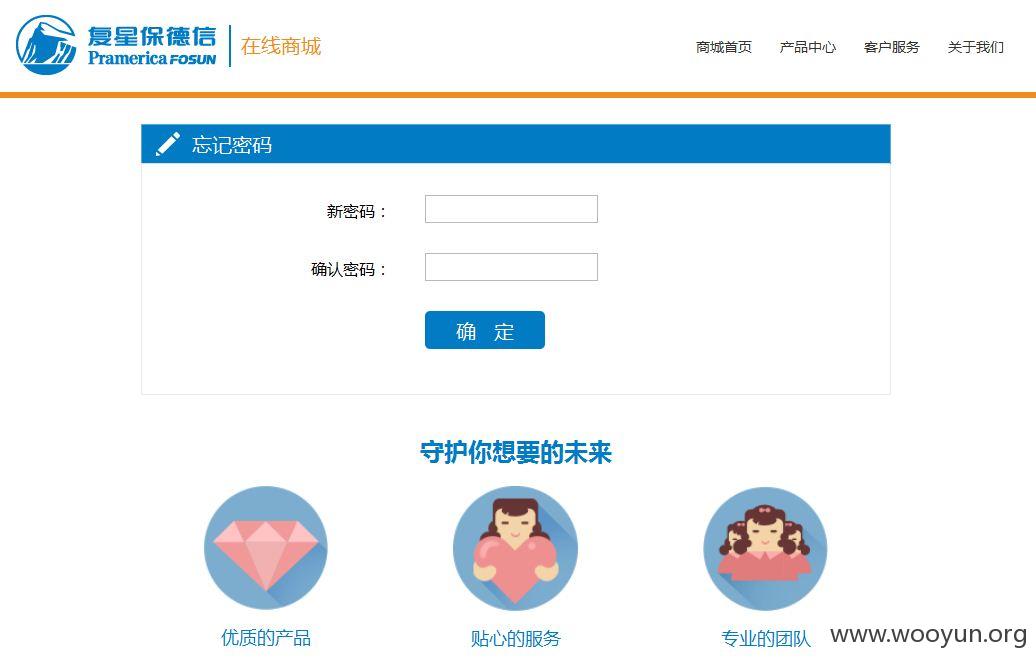 复星保德信
Pramerica FOSUN
在线商城
商城首页 产品中心 客户服务 关于我们
忘记密码
新密码：
确认密码：
确 定
守护你想要的未来
优质的产品 贴心的服务 专业的团队
www.wooyun.org